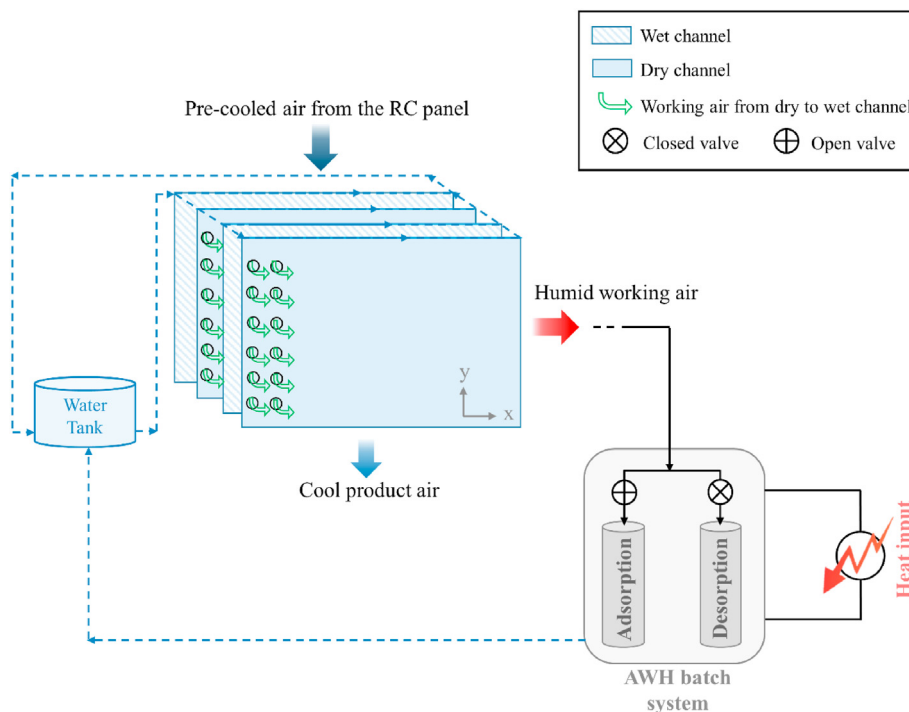 Wet channel
Dry channel
Working air from dry to wet channel
Closed valve
Open valve
Pre-cooled air from the RC panel
Humid working air
y
x
Water
Tank
Cool product air
Adsorption
Desorption
Heat input
AWH batch
system